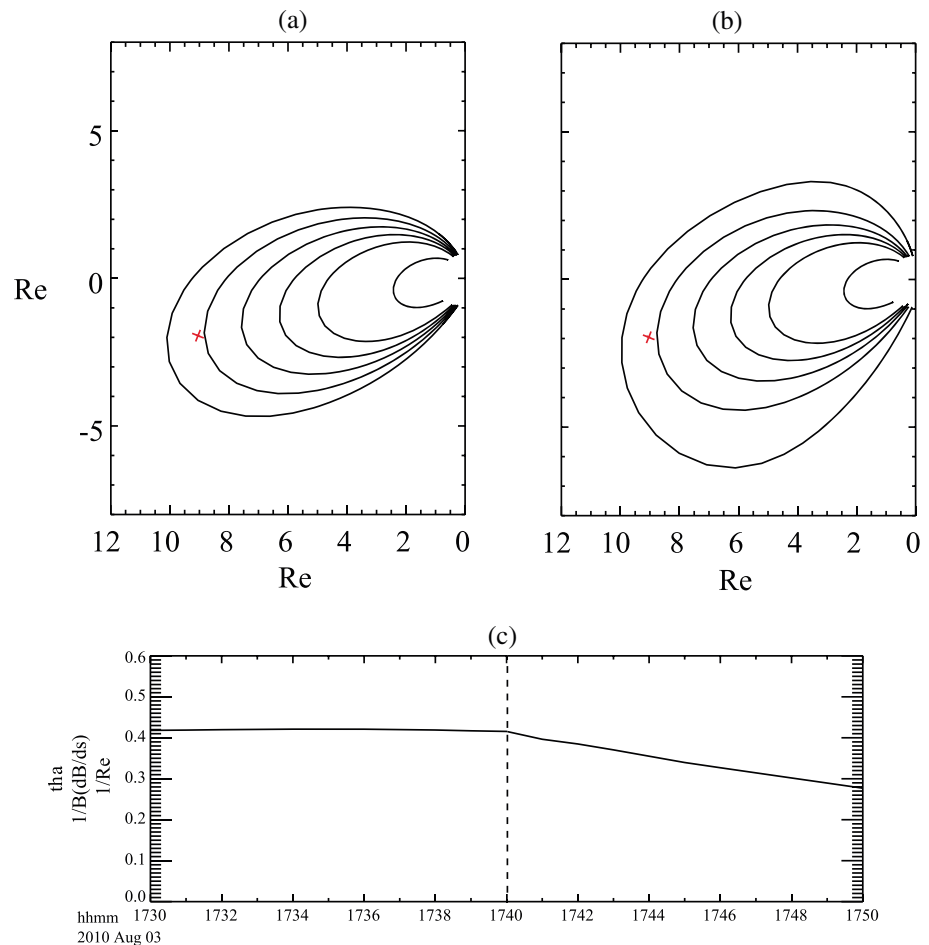 (a) (b)
5
0
-5
Re
12 10 8 6 4 2 0 12 10 8 6 4 2 0
Re Re
(c)
0.6
0.5
0.4
0.3
0.2
0.1
0.0
tha
1/B(dB/ds)
1/Re
hhmm 1730 1732 1734 1736 1738 1740 1742 1744 1746 1748 1750
2010 Aug 03